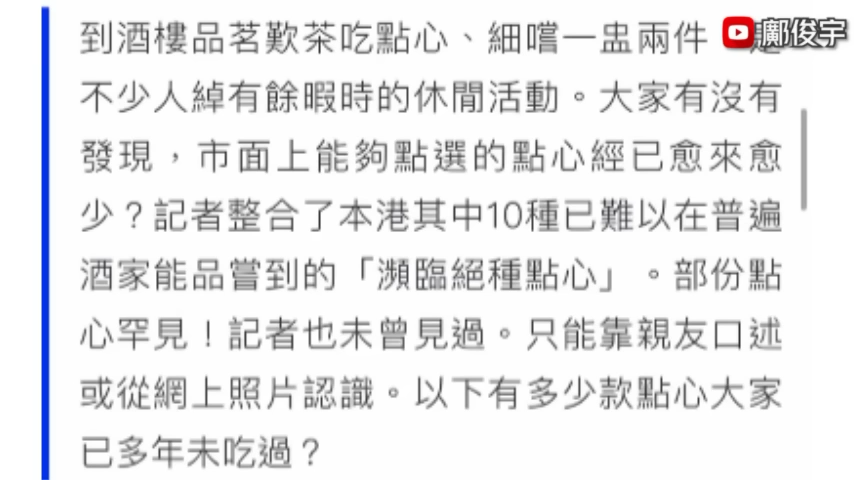 到酒樓品茗歎茶吃點心、細嚐一盅兩件
鄺俊宇
不少人綽有餘暇時的休閒活動。大家有沒有
發現，市面上能夠點選的點心經已愈來愈
少？記者整合了本港其中10種已難以在普遍
酒家能品嘗到的「瀕臨絕種點心」。部份點
心罕見！記者也未曾見過。只能靠親友口述
或從網上照片認識。以下有多少款點心大家
已多年未吃過？